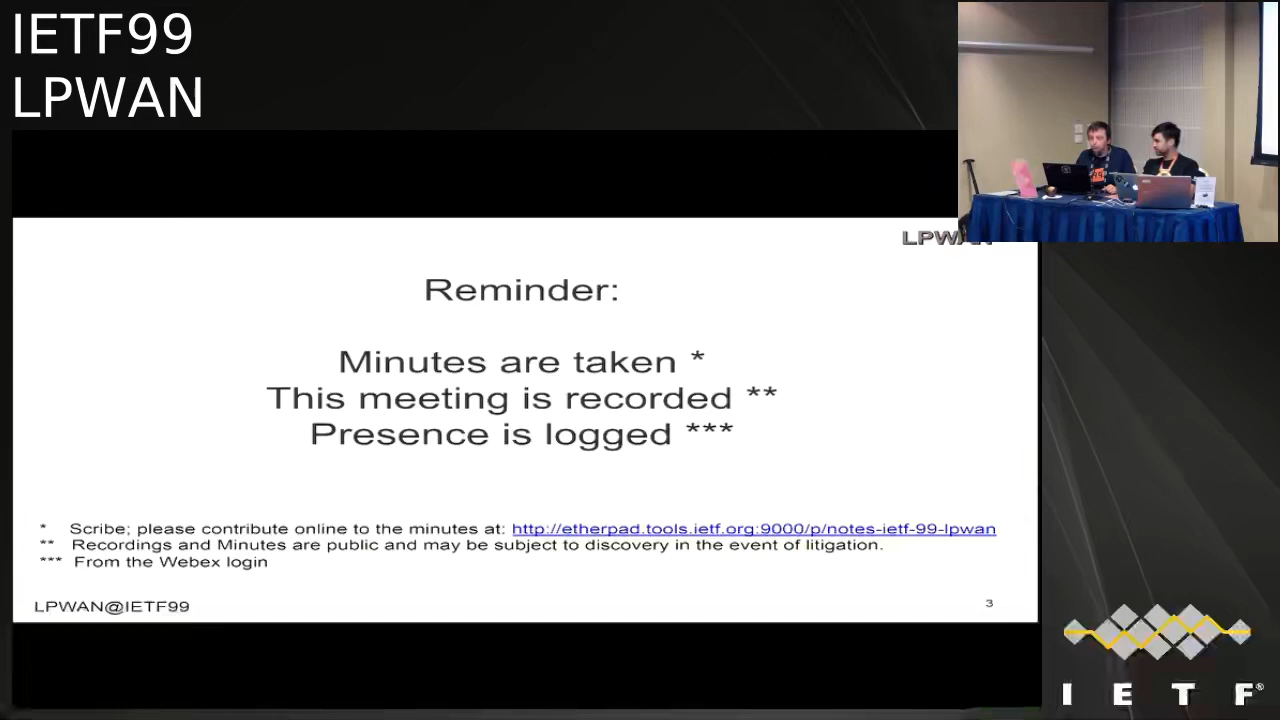 IETF99
LPWAN
Reminder:
Minutes are taken *
This meeting is recorded **
Presence is logged ***
* Scribe; please contribute online to the minutes at: http://etherpad.tools.ietf.org:9000/p/notes-ietf-99-lpwan
** Recordings and Minutes are public and may be subject to discovery in the event of litigation.
*** From the Webex login
LPWAN@IETF99
3
I E T F®